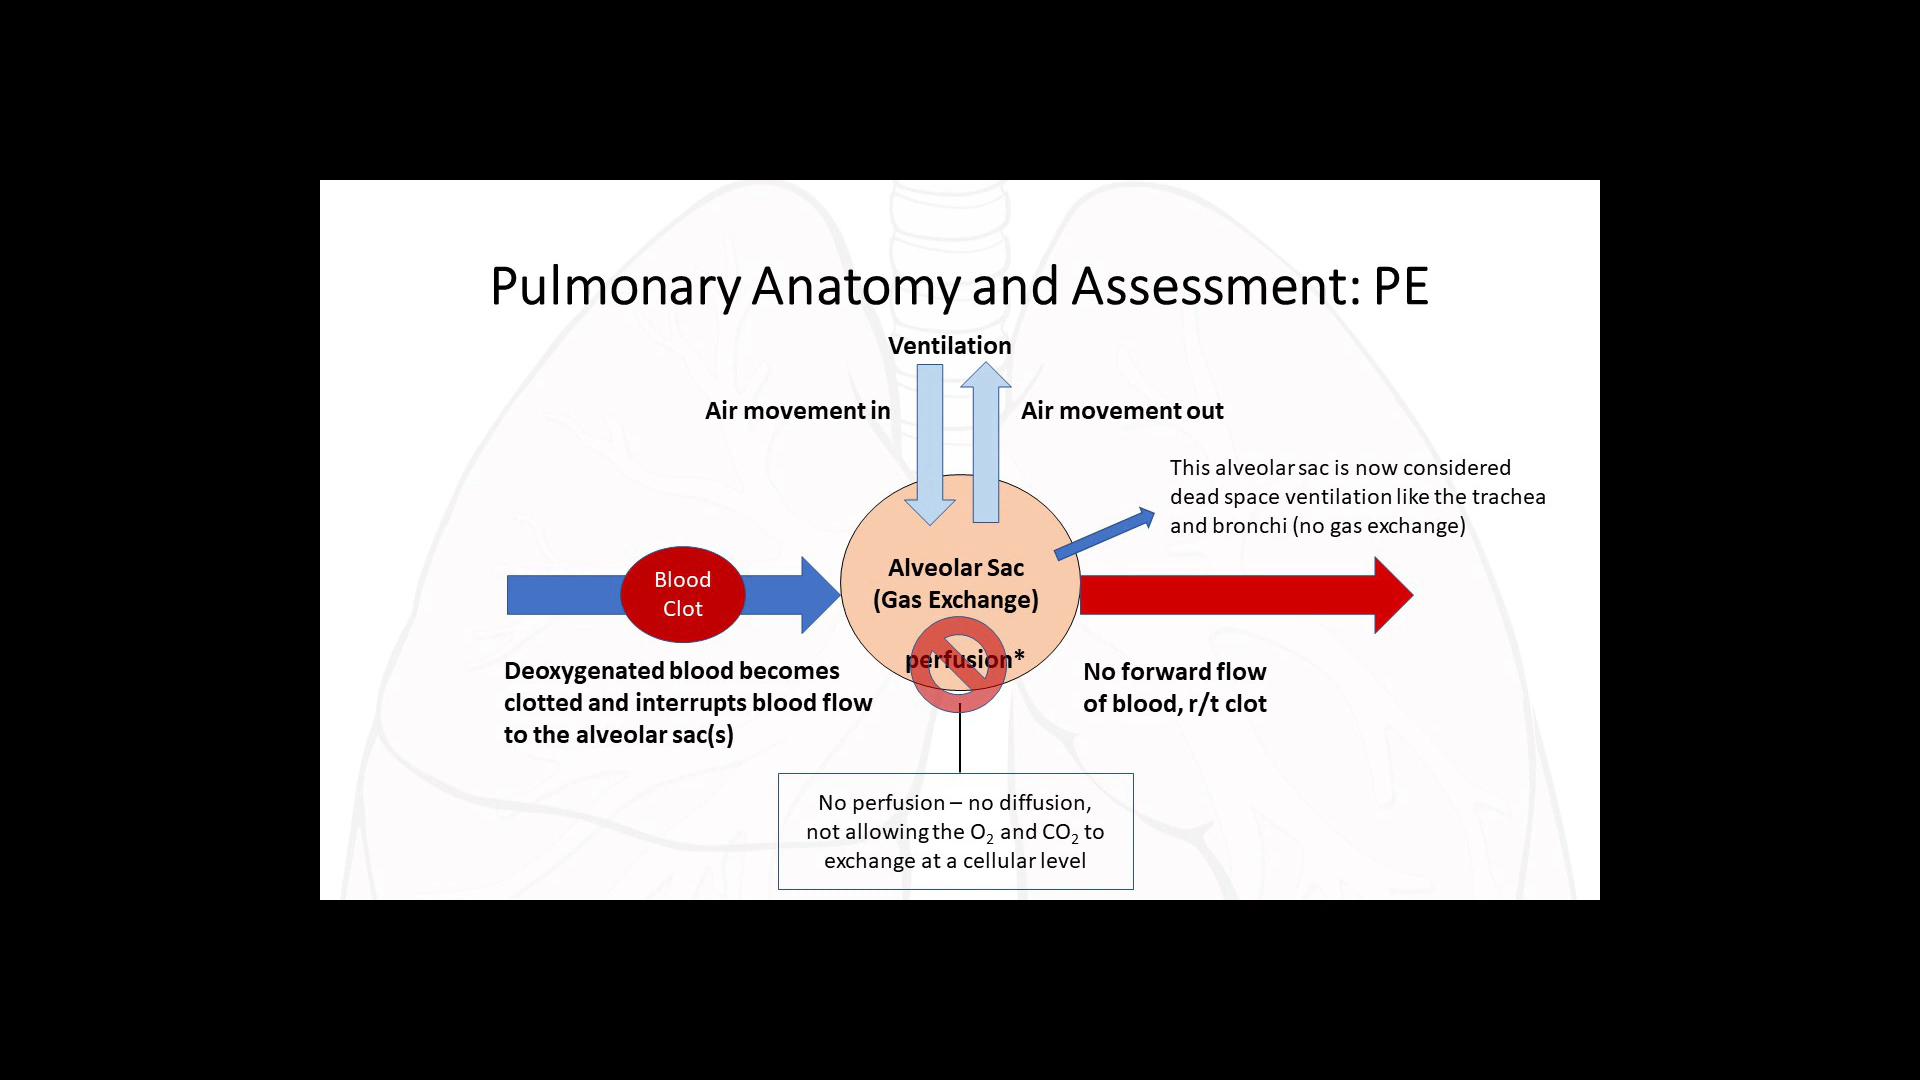 Pulmonary Anatomy and Assessment: PE
Ventilation
Air movement in
Air movement out
This alveolar sac is now considered
dead space ventilation like the trachea
and bronchi (no gas exchange)
Blood
Clot
Alveolar Sac
(Gas Exchange)
perfusion*
Deoxygenated blood becomes
clotted and interrupts blood flow
to the alveolar sac(s)
No forward flow
of blood, r/t clot
No perfusion – no diffusion,
not allowing the O₂ and CO₂ to
exchange at a cellular level